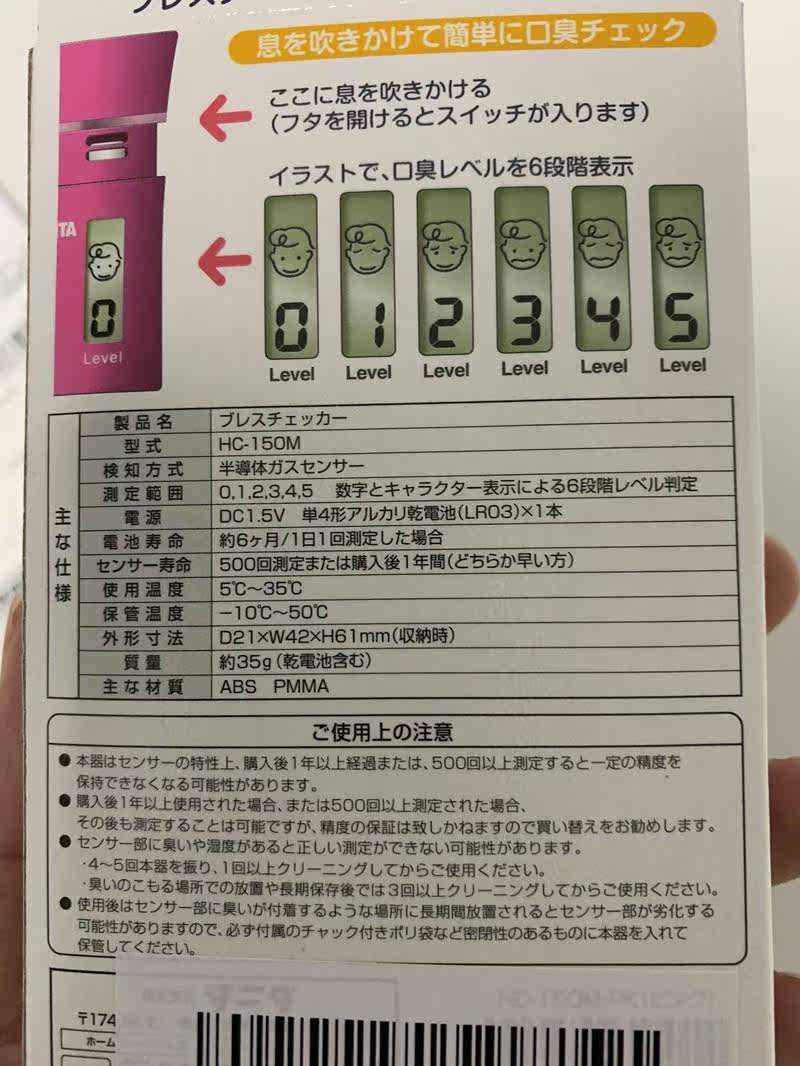 ブレスチ
息を吹きかけて簡単に口臭チェック
ここに息を吹きかける
(フタを開けるとスイッチが入ります)
イラストで、口臭レベルを6段階表示
TA
0
Level
0 1 2 3 4 5
Level Level Level Level Level Level
主な仕様
製品名 ブレスチェッカー
型式 HC-150M
検知方式 半導体ガスセンサー
測定範囲 0,1,2,3,4,5 数字とキャラクター表示による6段階レベル判定
電源 DC1.5V 単4形アルカリ乾電池(LR03)×1本
電池寿命 約6ヶ月/1日1回測定した場合
センサー寿命 500回測定または購入後1年間(どちらか早い方)
使用温度 5℃〜35℃
保管温度 −10℃〜50℃
外形寸法 D21×W42×H61mm(収納時)
質量 約35g(乾電池含む)
主な材質 ABS PMMA
ご使用上の注意
●本器はセンサーの特性上、購入後1年以上経過または、500回以上測定すると一定の精度を
保持できなくなる可能性があります。
●購入後1年以上使用された場合、または500回以上測定された場合、
その後も測定することは可能ですが、精度の保証は致しかねますので買い替えをお勧めします。
●センサー部に臭いや湿度があると正しい測定ができない可能性があります。
・4〜5回本器を振り、1回以上クリーニングしてからご使用ください。
・臭いのこもる場所での放置や長期保存後では3回以上クリーニングしてからご使用ください。
●使用後はセンサー部に臭いが付着するような場所に長期間放置されるとセンサー部が劣化する
可能性がありますので、必ず付属のチャック付きポリ袋など密閉性のあるものに本器を入れて
保管してください。
〒174
ホーム